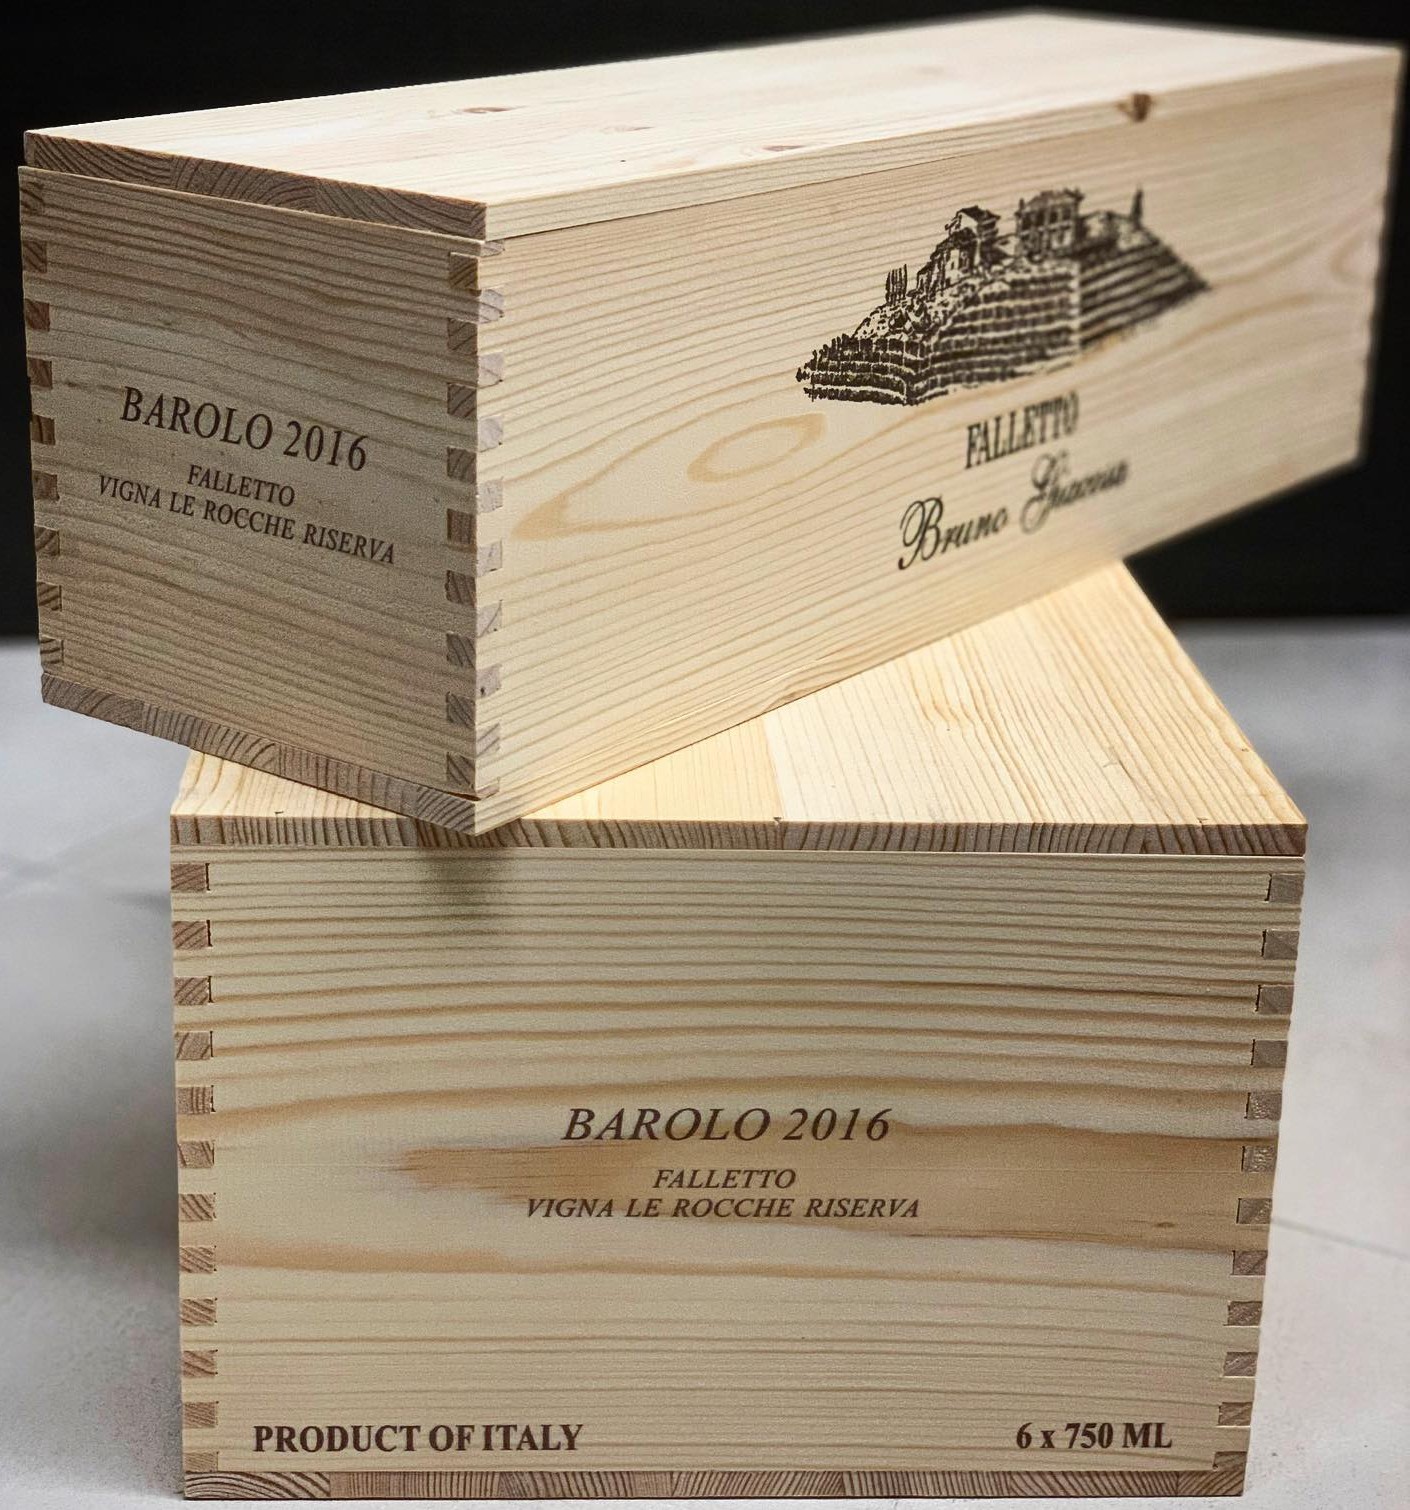 BAROLO 2016
FALLETTO
VIGNA LE ROCCHE RISERVA
FALLETTO
Bruno Giacosa
BAROLO 2016
FALLETTO
VIGNA LE ROCCHE RISERVA
PRODUCT OF ITALY
6 x 750 ML